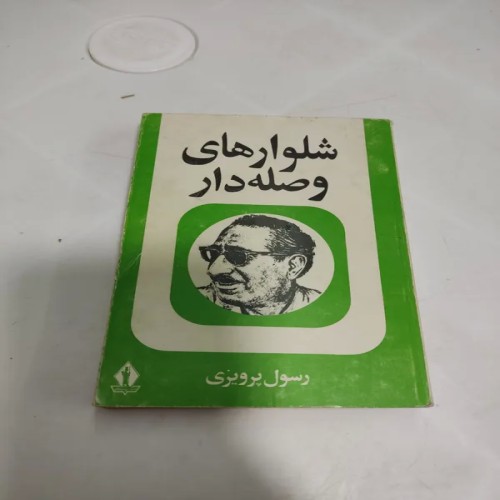 شلوارهای
وصله‌دار
رسول پرویزی